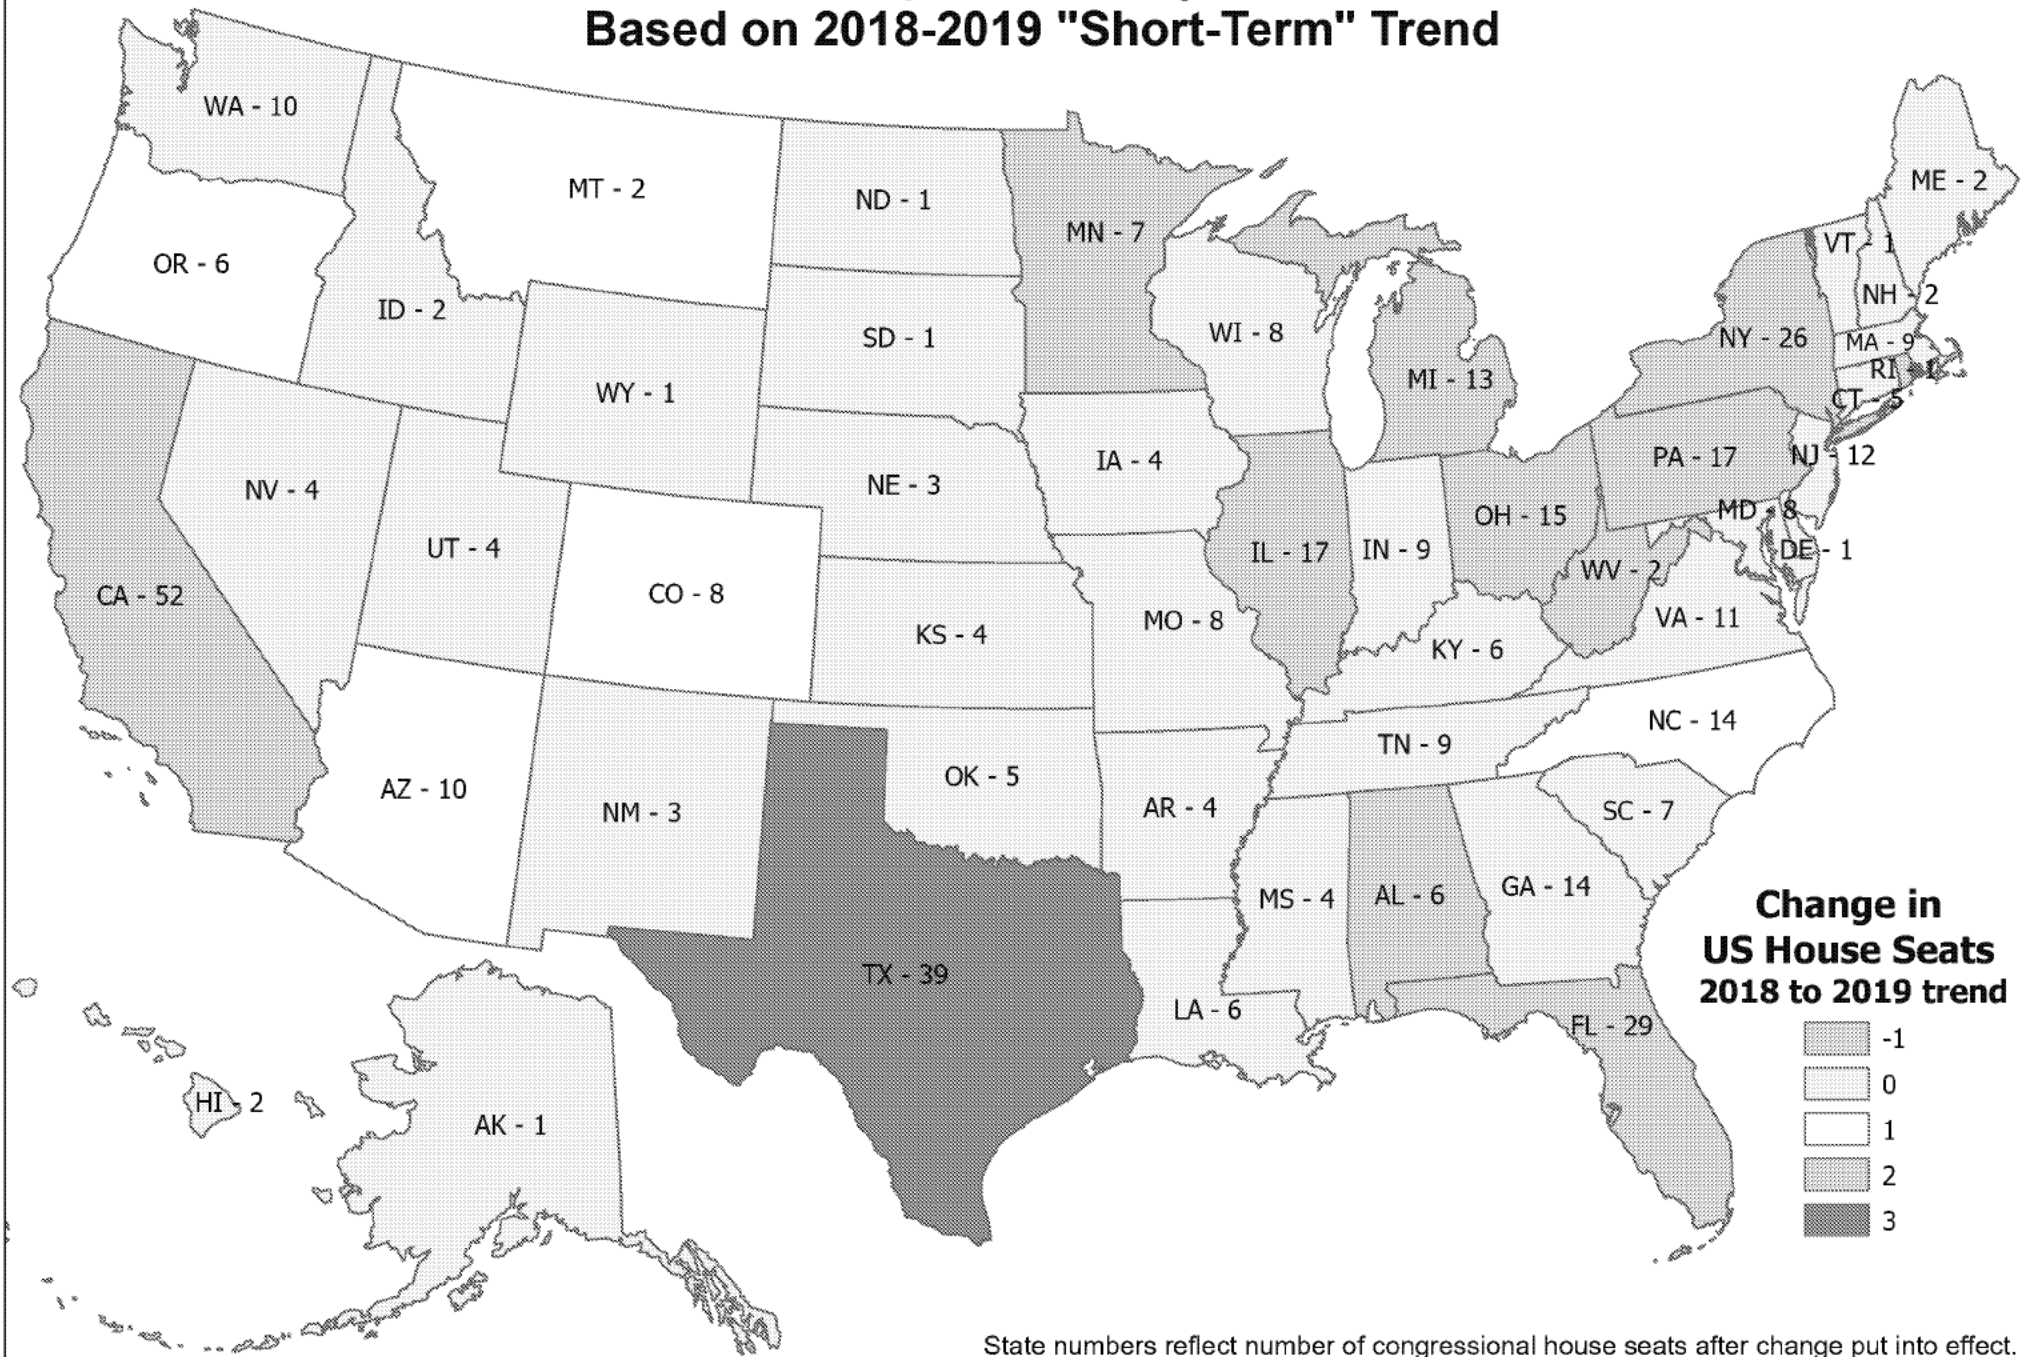 Based on 2018-2019 "Short-Term" Trend
WA - 10
MT - 2
ND - 1
MN - 7
ME - 2
OR - 6
ID - 2
SD - 1
WI - 8
VT - 1
NH - 2
NY - 26
MA - 9
RI - 1
CT - 5
WY - 1
MI - 13
NV - 4
NE - 3
IA - 4
PA - 17
NJ - 12
UT - 4
OH - 15
MD - 8
IL - 17
IN - 9
DE - 1
WV - 2
CA - 52
CO - 8
KS - 4
MO - 8
KY - 6
VA - 11
AZ - 10
NM - 3
OK - 5
AR - 4
TN - 9
NC - 14
SC - 7
MS - 4
AL - 6
GA - 14
TX - 39
LA - 6
FL - 29
HI - 2
AK - 1
Change in
US House Seats
2018 to 2019 trend
-1
0
1
2
3
State numbers reflect number of congressional house seats after change put into effect.